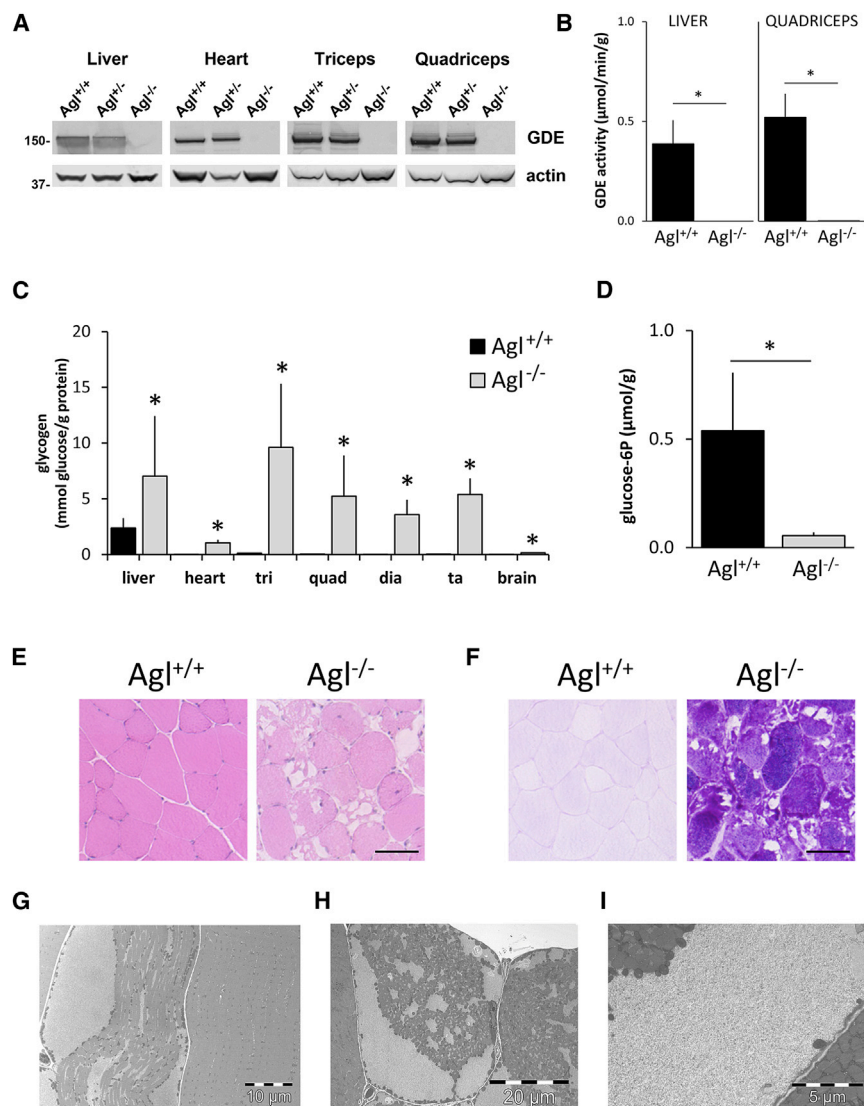 A
Liver Heart Triceps Quadriceps
Agl+/+ Agl+/- Agl-/- Agl+/+ Agl+/- Agl-/- Agl+/+ Agl+/- Agl-/- Agl+/+ Agl+/- Agl-/-
150- GDE
37- actin
B
LIVER QUADRICEPS
GDE activity (µmol/min/g)
1.0
* *
0.5
0.0
Agl+/+ Agl-/- Agl+/+ Agl-/-
C
glycogen
(mmol glucose/g protein)
20
Agl+/+
Agl-/-
15
10
5
0
* * * * * * *
liver heart tri quad dia ta brain
D
glucose-6P (µmol/g)
1.0
*
0.5
0.0
Agl+/+ Agl-/-
E
Agl+/+ Agl-/-
F
Agl+/+ Agl-/-
G
10 µm
H
20 µm
I
5 µm